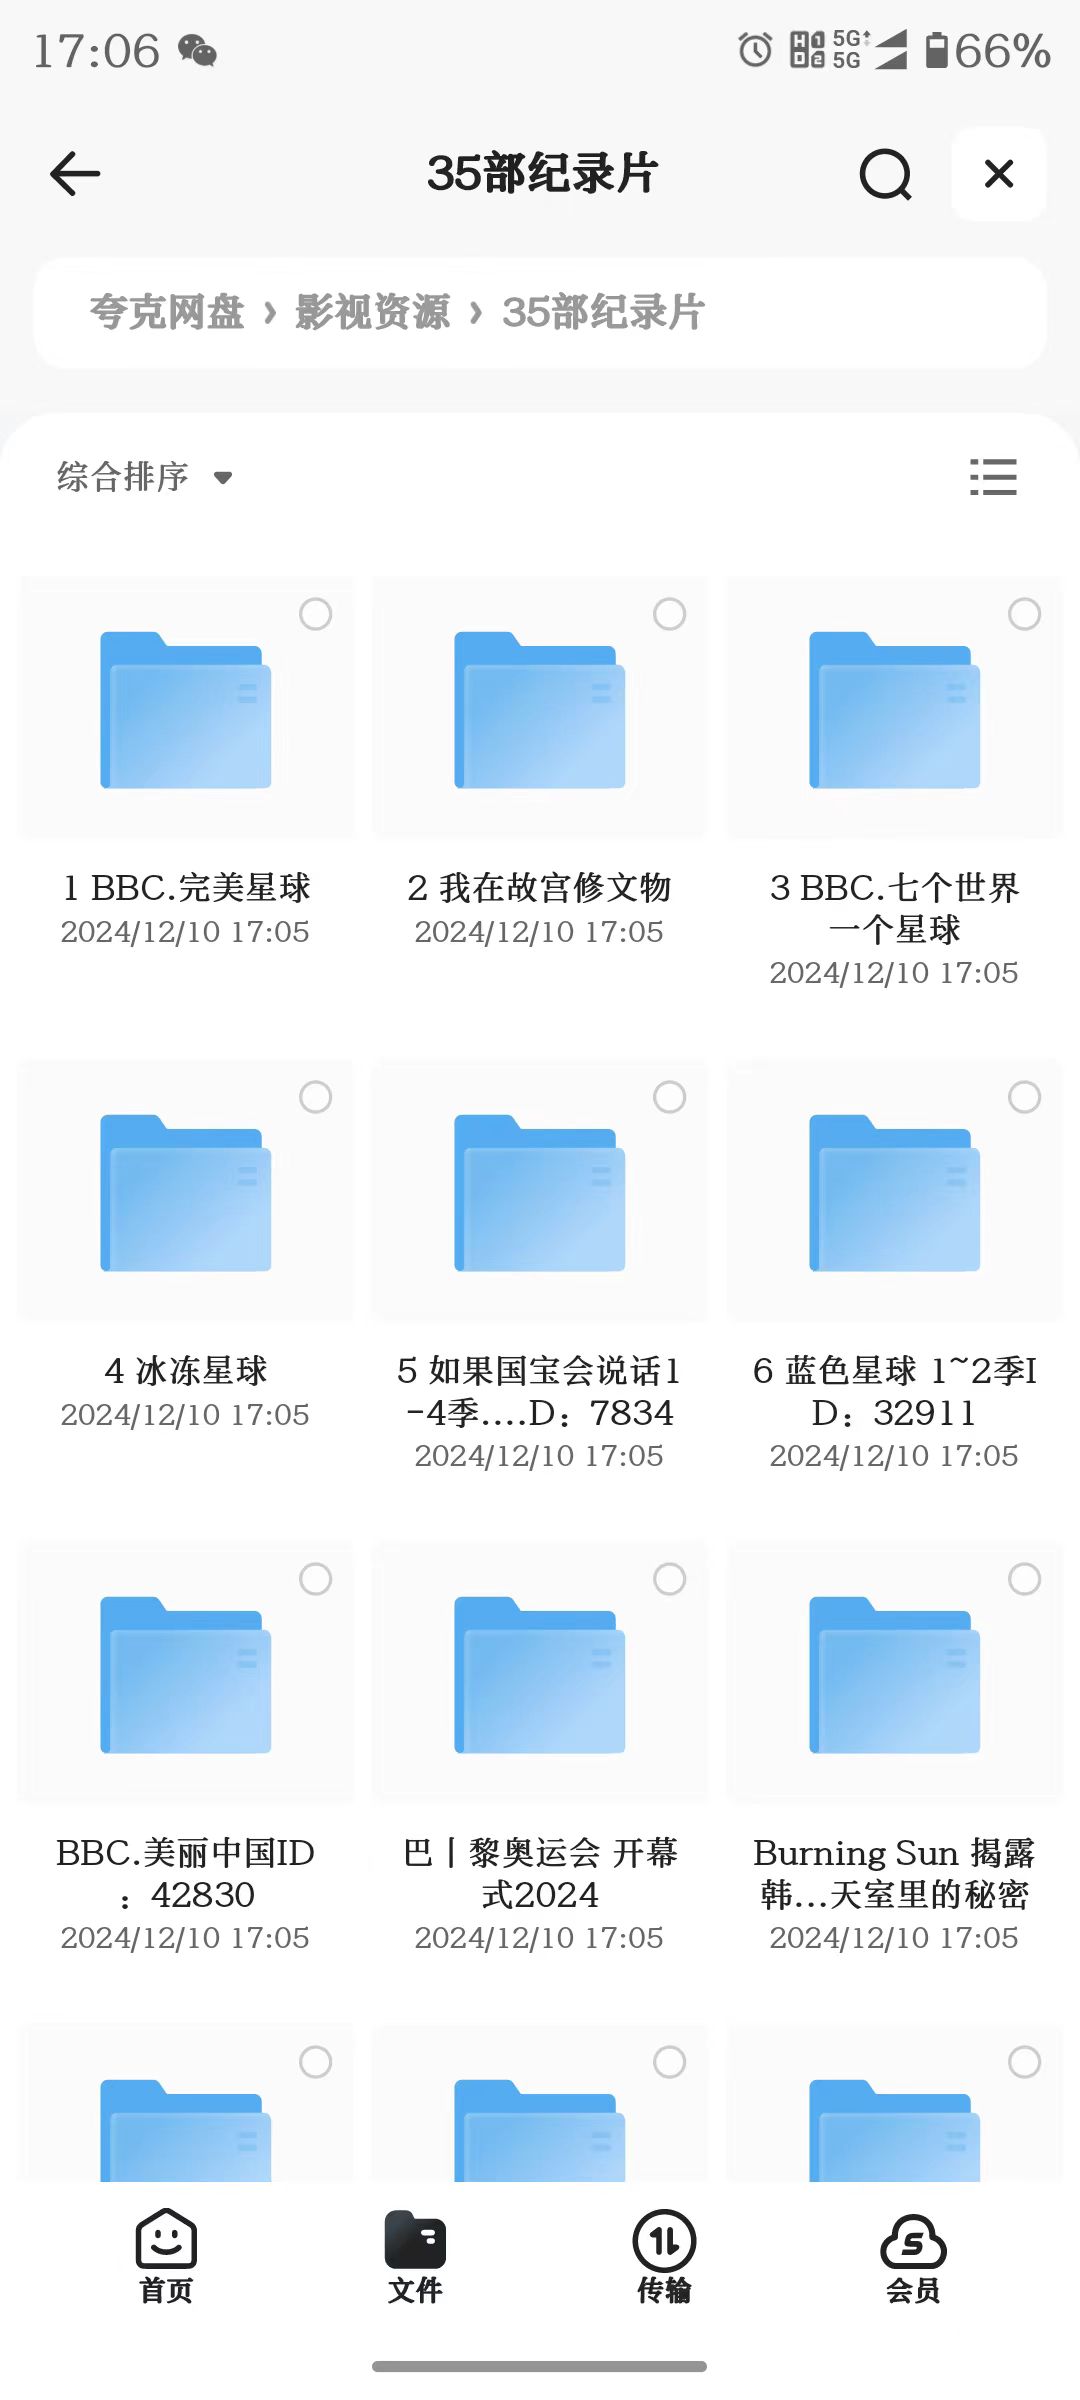 17:06
5G 5G 66%
35部纪录片
夸克网盘 › 影视资源 › 35部纪录片
综合排序
1 BBC.完美星球
2024/12/10 17:05
2 我在故宫修文物
2024/12/10 17:05
3 BBC.七个世界
一个星球
2024/12/10 17:05
4 冰冻星球
2024/12/10 17:05
5 如果国宝会说话1
-4季....D：7834
2024/12/10 17:05
6 蓝色星球 1~2季I
D：32911
2024/12/10 17:05
BBC.美丽中国ID
：42830
2024/12/10 17:05
巴丨黎奥运会 开幕
式2024
2024/12/10 17:05
Burning Sun 揭露
韩...天室里的秘密
2024/12/10 17:05
首页
文件
传输
会员